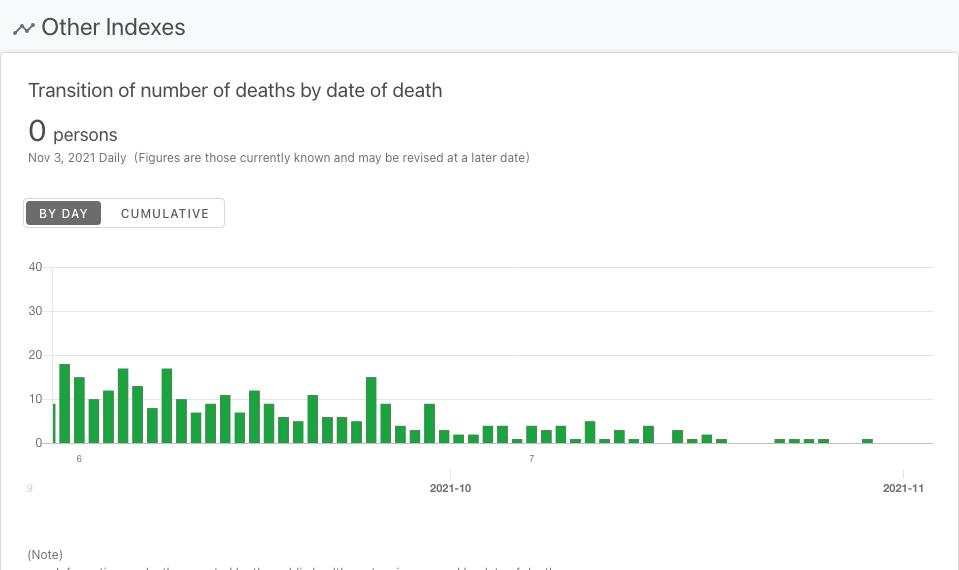 Other Indexes
Transition of number of deaths by date of death
0 persons
Nov 3, 2021 Daily (Figures are those currently known and may be revised at a later date)
BY DAY CUMULATIVE
40
30
20
10
0
6 7
9 2021-10 2021-11
(Note)